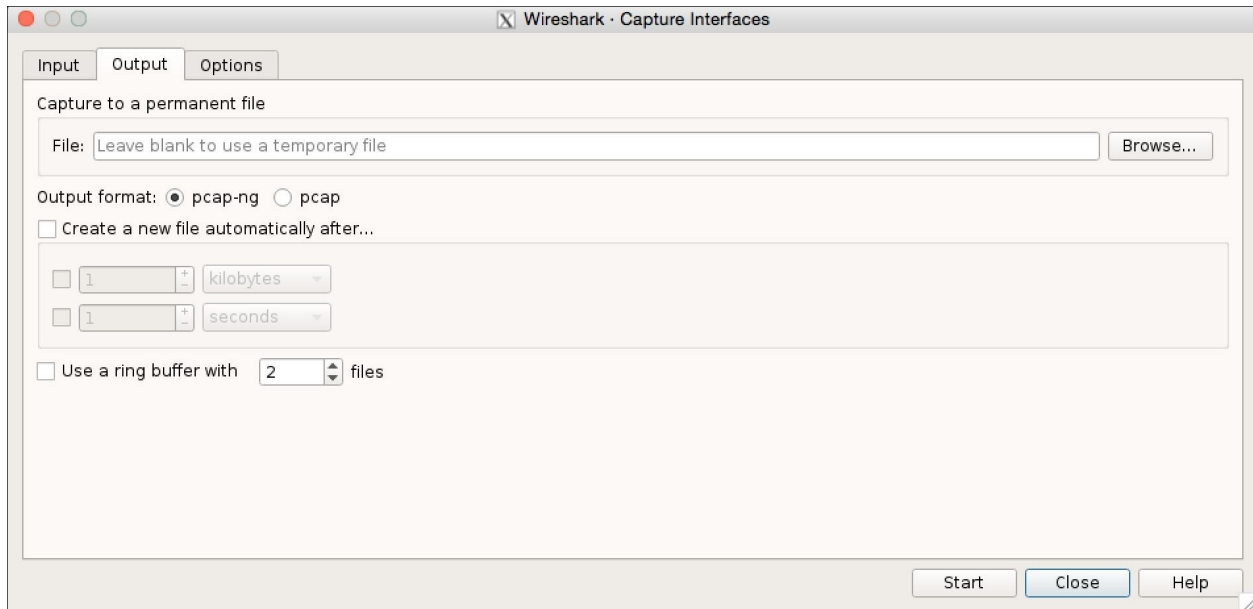 Wireshark · Capture Interfaces
Input Output Options
Capture to a permanent file
File: Leave blank to use a temporary file Browse...
Output format: pcap-ng pcap
Create a new file automatically after...
1 kilobytes
1 seconds
Use a ring buffer with 2 files
Start Close Help